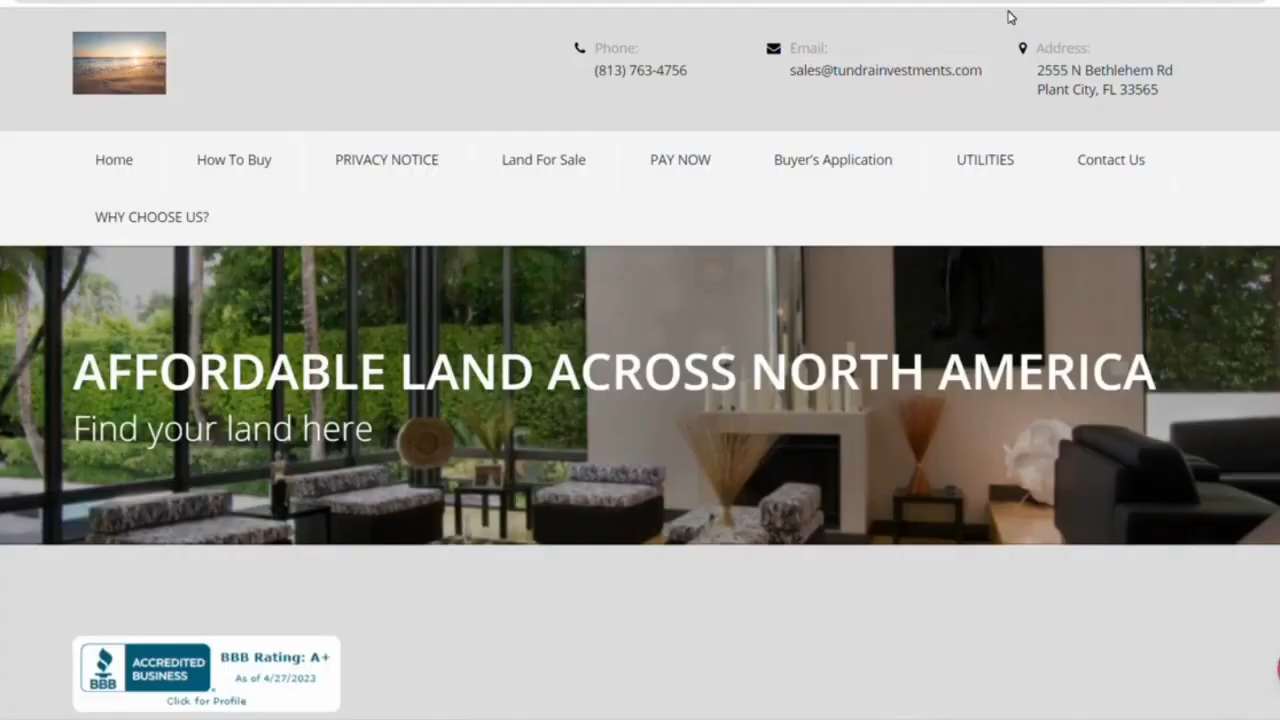 Phone:
(813) 763-4756
Email:
sales@tundrainvestments.com
Address:
2555 N Bethlehem Rd
Plant City, FL 33565
Home
How To Buy
PRIVACY NOTICE
Land For Sale
PAY NOW
Buyer's Application
UTILITIES
Contact Us
WHY CHOOSE US?
AFFORDABLE LAND ACROSS NORTH AMERICA
Find your land here
BBB
ACCREDITED
BUSINESS
BBB Rating: A+
As of 4/27/2023
Click for Profile